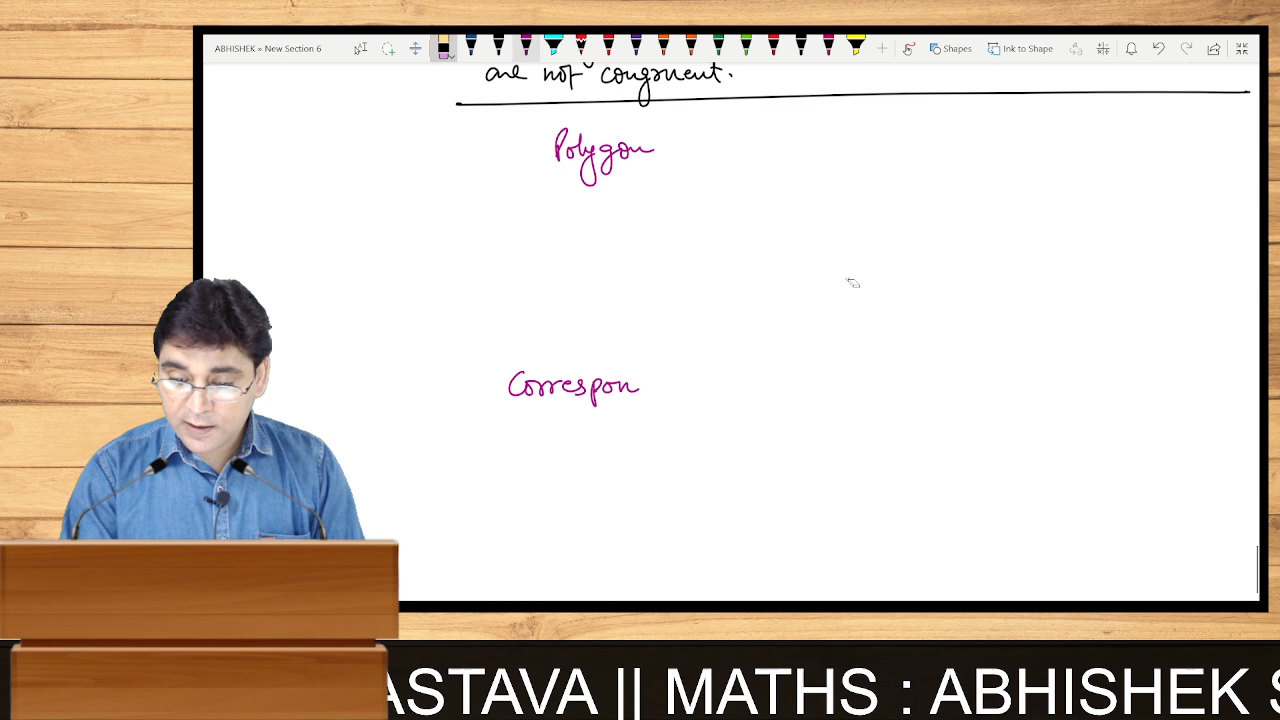 ABHISHEK » New Section 6
Shapes
Ink to Shape
are not congruent.
Polygon
Correspon
ASTAVA || MATHS : ABHISHEK S